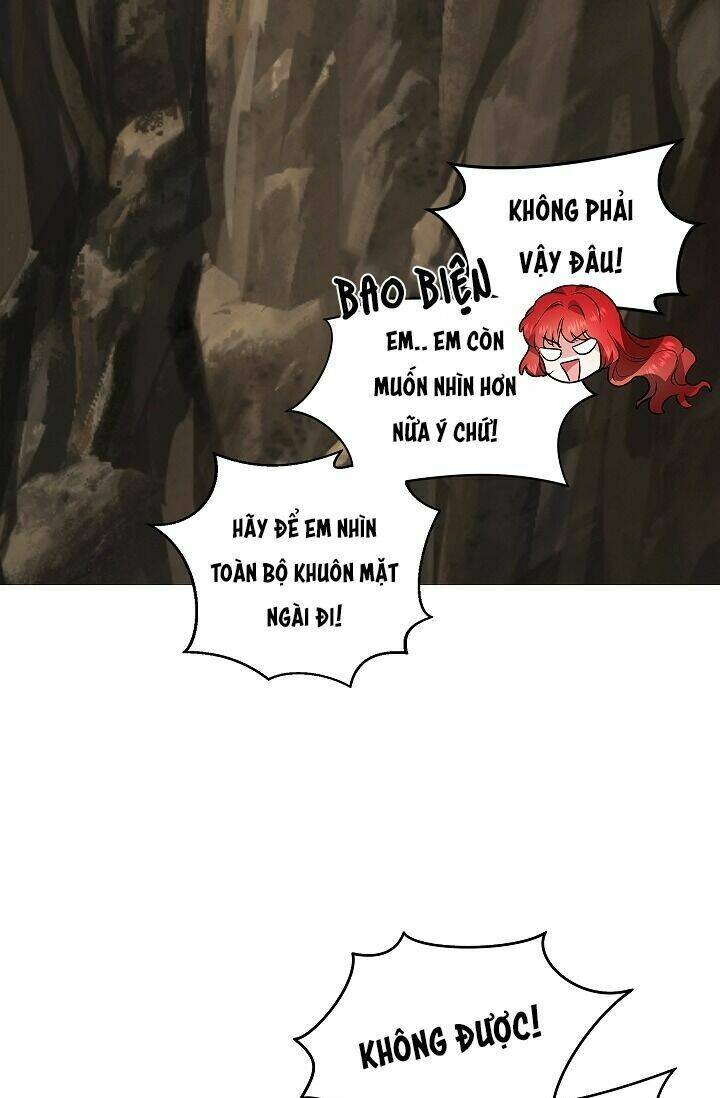 KHÔNG PHẢI
VẬY ĐÂU!
BAO BIỆN
EM.. EM CÒN
MUỐN NHÌN HƠN
NỮA Ý CHỨ!
HÃY ĐỂ EM NHÌN
TOÀN BỘ KHUÔN MẶT
NGÀI ĐI!
KHÔNG ĐƯỢC!